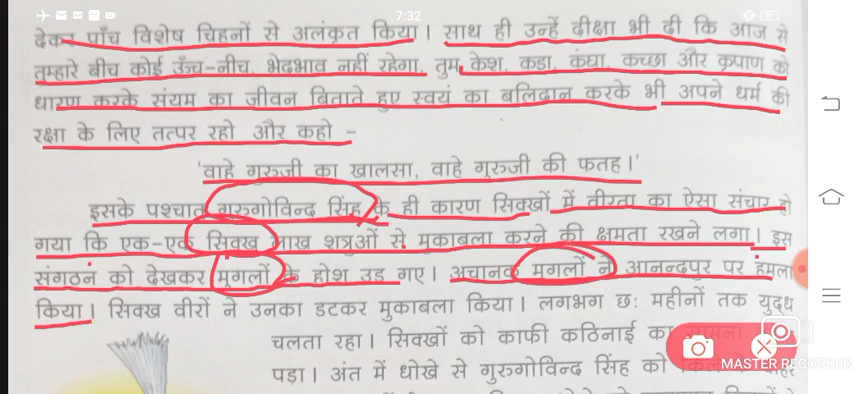 7:32
देकर पाँच विशेष चिहनों से अलंकृत किया। साथ ही उन्हें दीक्षा भी दी कि आज से
तुम्हारे बीच कोई ऊँच-नीच, भेदभाव नहीं रहेगा, तुम, केश, कडा, कंघा, कच्छा और कृपाण को
धारण करके संयम का जीवन बिताते हुए स्वयं का बलिदान करके भी अपने धर्म की
रक्षा के लिए तत्पर रहो और कहो –
'वाहे गुरुजी का खालसा, वाहे गुरुजी की फतह।'
इसके पश्चात गुरुगोविन्द सिंह के ही कारण सिक्खों में वीरता का ऐसा संचार हो
गया कि एक-एक सिक्ख लाख शत्रुओं से मुकाबला करने की क्षमता रखने लगा। इस
संगठन को देखकर मुगलों के होश उड गए। अचानक मुगलों ने आनन्दपुर पर हमला
किया। सिक्ख वीरों ने उनका डटकर मुकाबला किया। लगभग छः महीनों तक युद्ध
चलता रहा। सिक्खों को काफी कठिनाई का सामना
पड़ा। अंत में धोखे से गुरुगोविन्द सिंह को किले
MASTER RECORDER